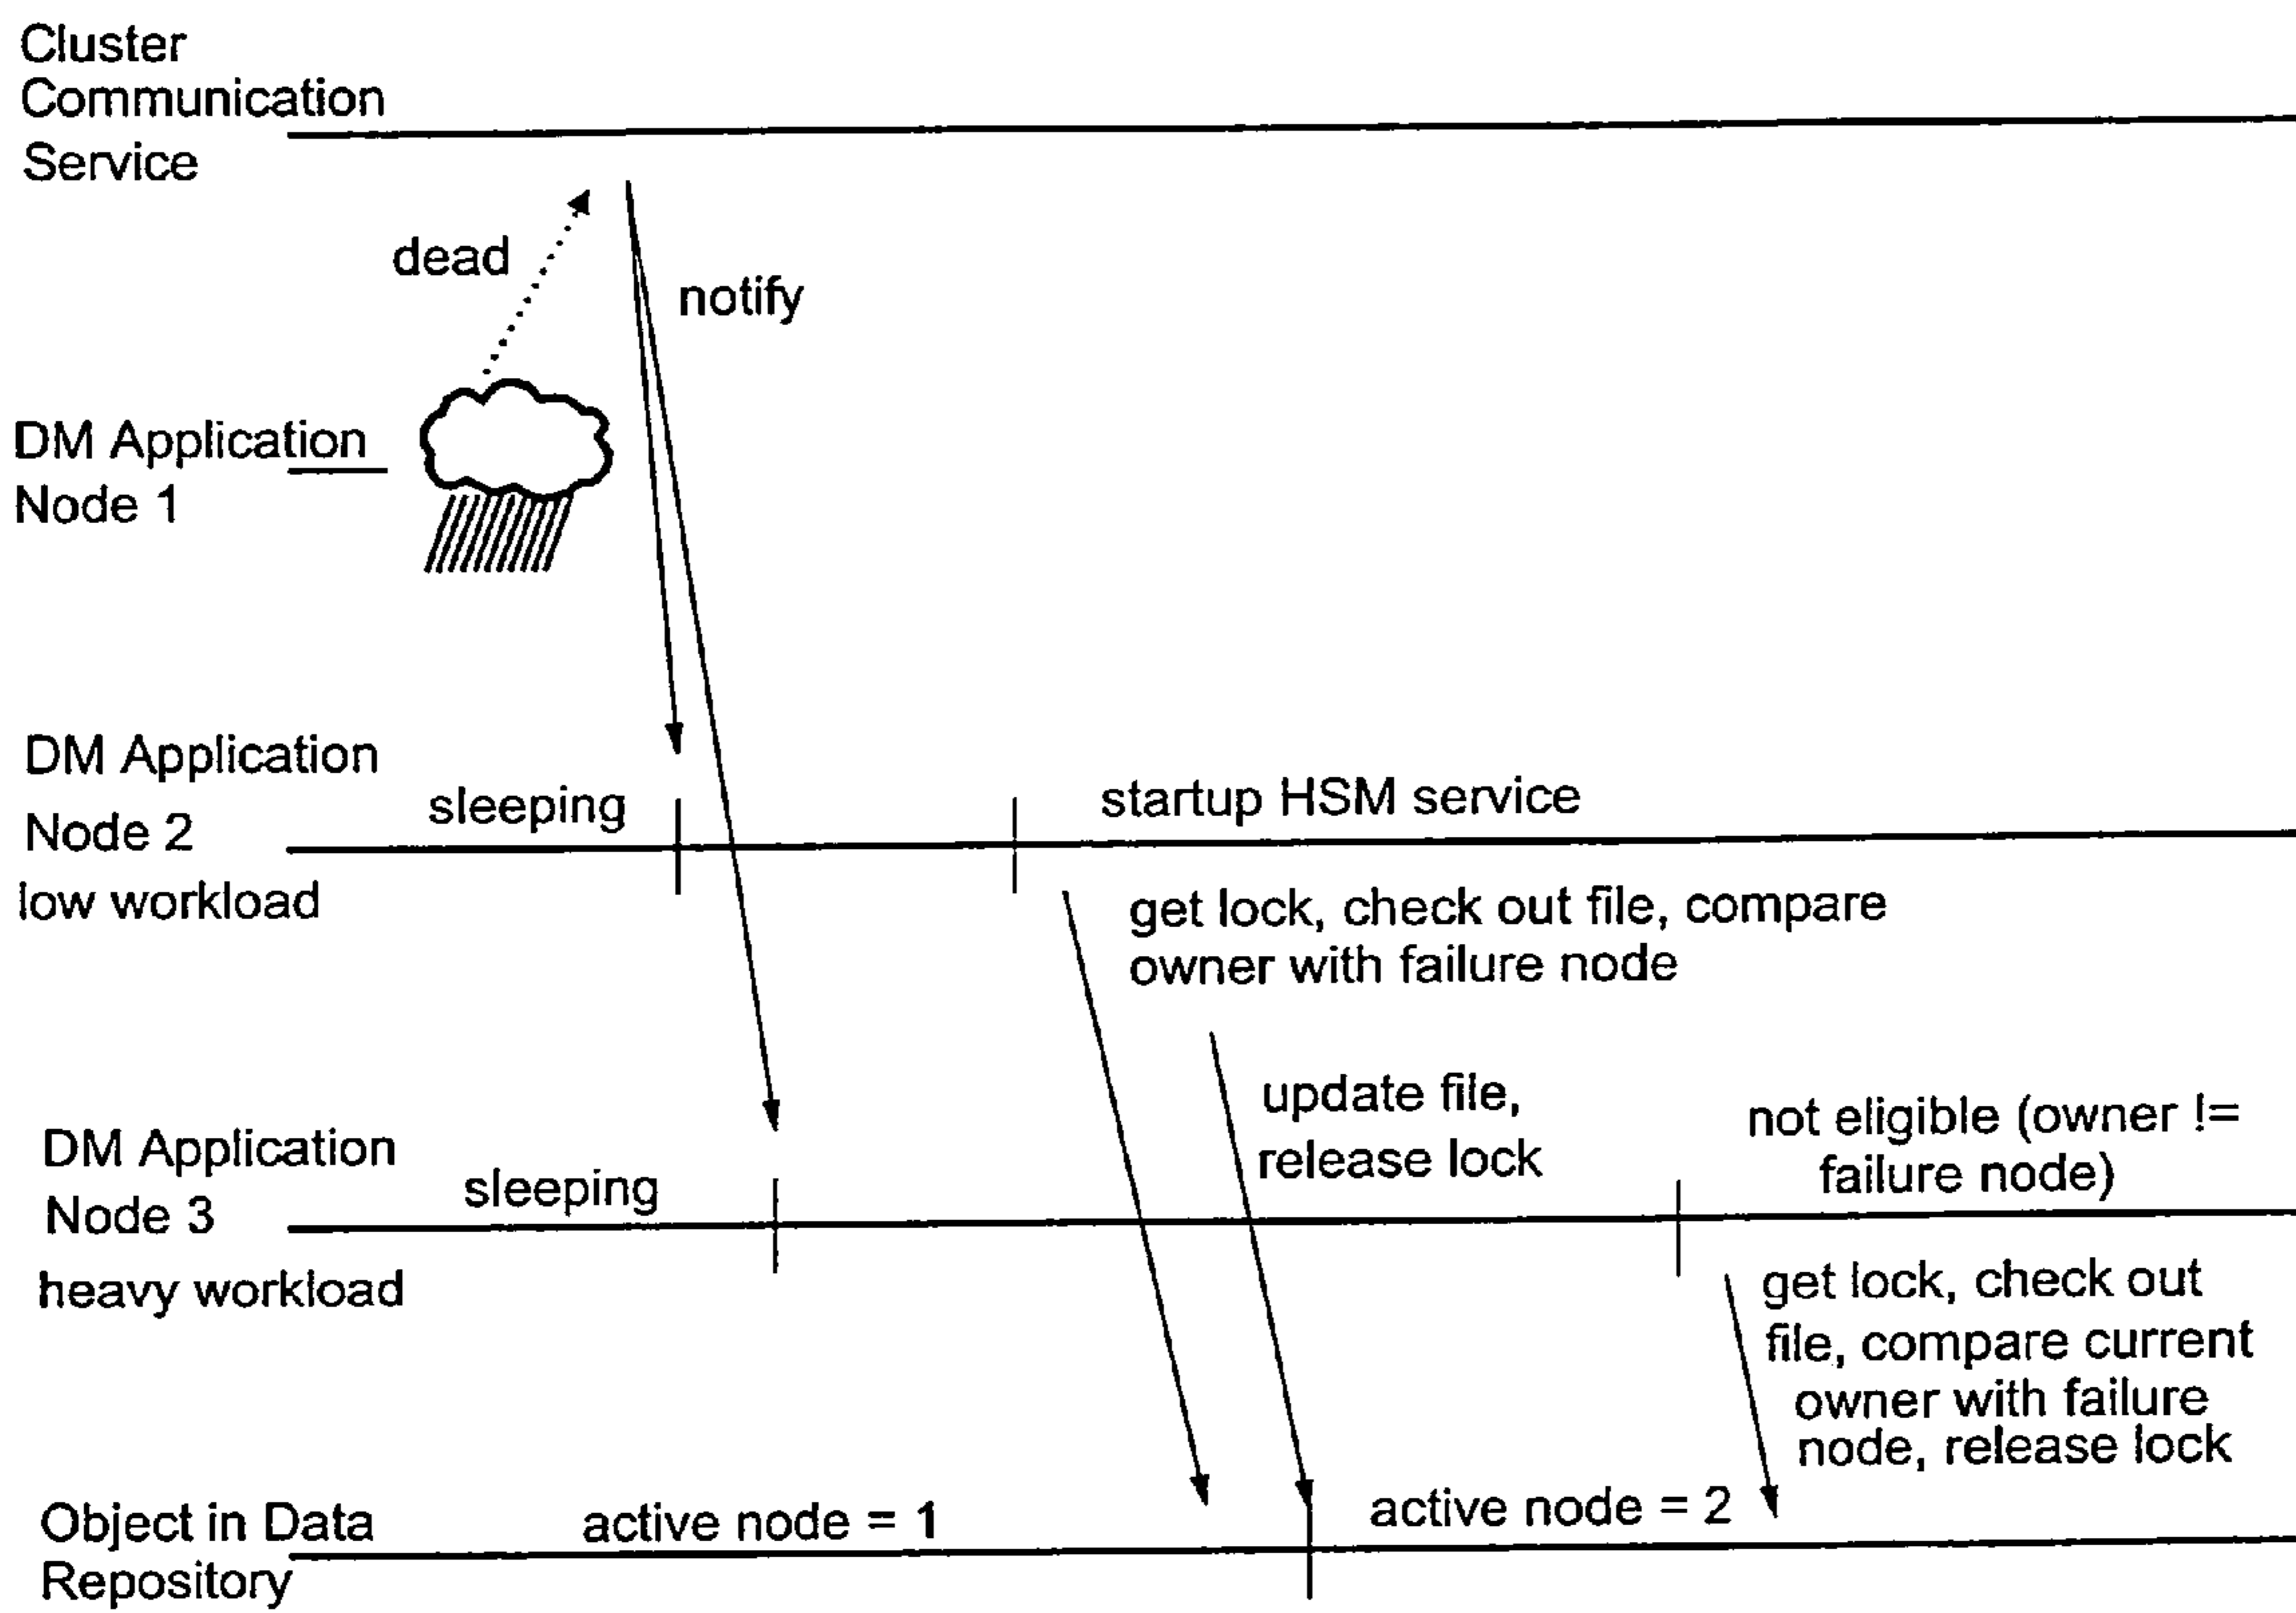 Cluster
Communication
Service
dead
notify
DM Application
Node 1
DM Application
Node 2
low workload
sleeping
startup HSM service
get lock, check out file, compare
owner with failure node
update file,
release lock
DM Application
Node 3
heavy workload
sleeping
not eligible (owner !=
failure node)
get lock, check out
file, compare current
owner with failure
node, release lock
Object in Data
Repository
active node = 1
active node = 2